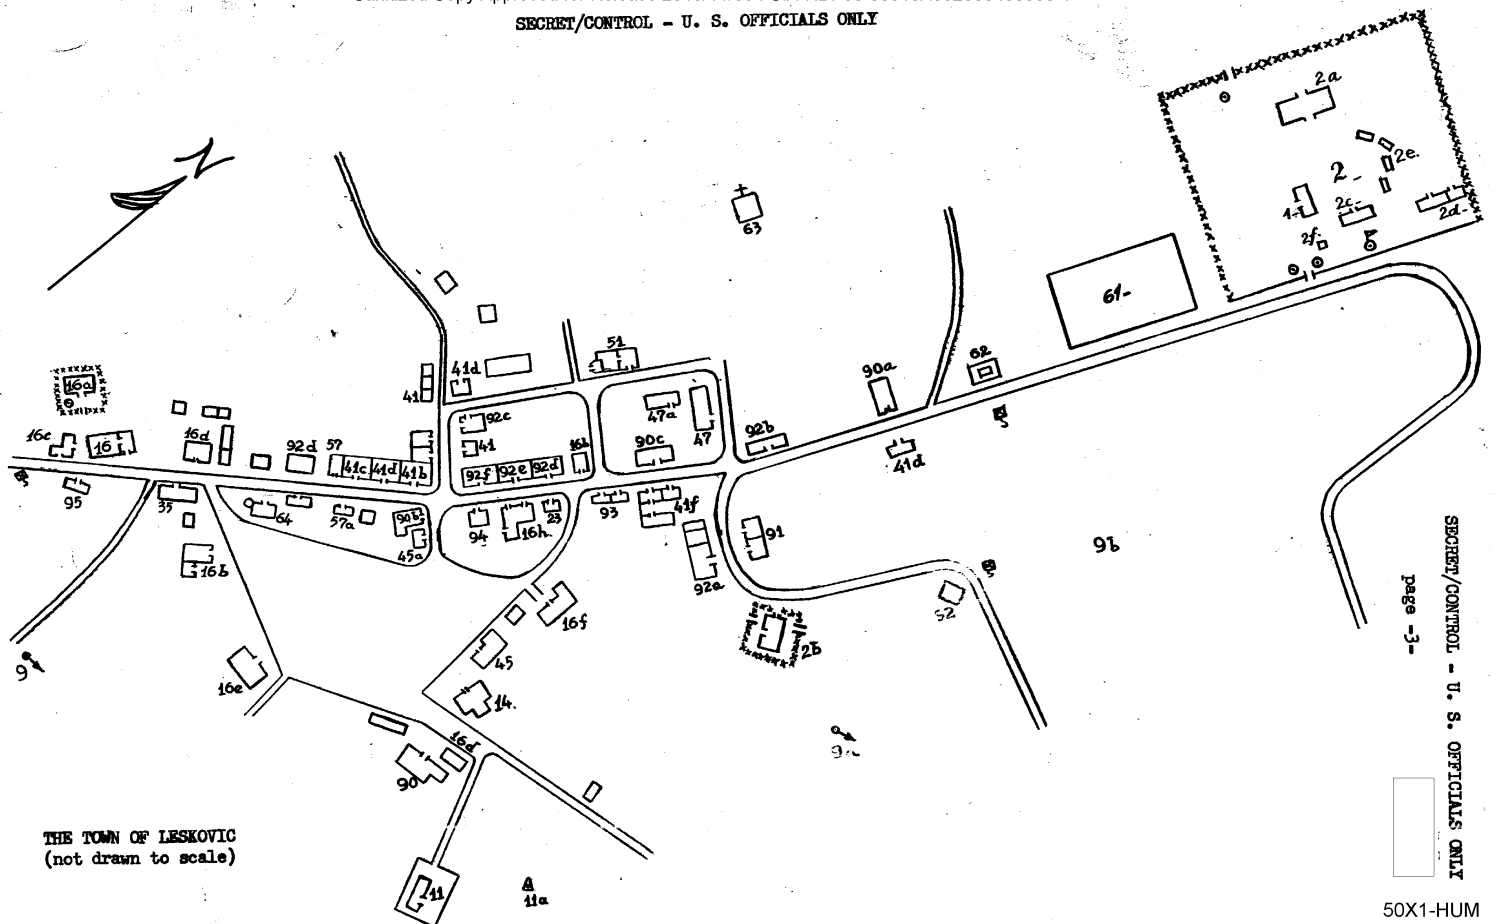 SECRET/CONTROL - U. S. OFFICIALS ONLY
N
2a
2e.
2-
1-
2c-
2d-
2f.
63
61-
62
51
90a
41d
41
16a
92c
47a
47
16c
16
16d
92d
57
41c
41d
41b
41
92f
92e
92d
16h
90c
92b
41d
95
35
64
57a
90b
45a
94
16h.
23
93
41f
91
9b
16b
92a
16f
52
2b
45
9
16e
14.
16d
90
9a
THE TOWN OF LESKOVIC
(not drawn to scale)
11
11a
page -3-
SECRET/CONTROL - U. S. OFFICIALS ONLY
50X1-HUM